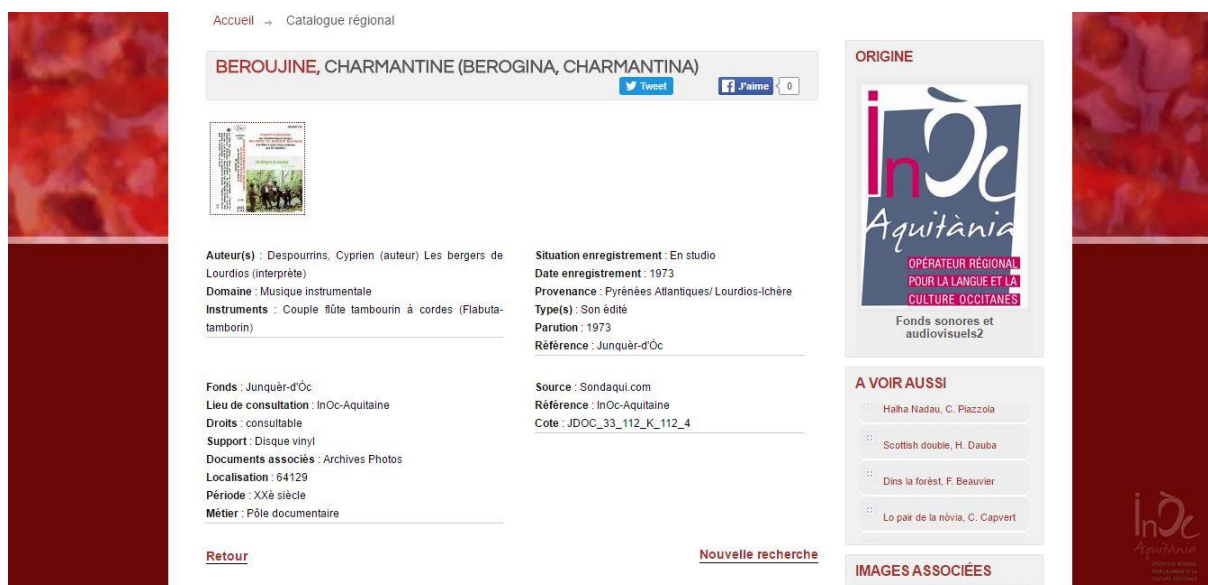 Accueil → Catalogue régional
BEROUJINE, CHARMANTINE (BEROGINA, CHARMANTINA)
Tweet
J'aime 0
Auteur(s) : Despourrins, Cyprien (auteur) Les bergers de
Lourdios (interprète)
Domaine : Musique instrumentale
Instruments : Couple flûte tambourin à cordes (Flabuta-
tamborin)
Situation enregistrement : En studio
Date enregistrement : 1973
Provenance : Pyrénées Atlantiques/ Lourdios-Ichère
Type(s) : Son édité
Parution : 1973
Référence : Junquèr-d'Òc
Fonds : Junquèr-d'Òc
Lieu de consultation : InOc-Aquitaine
Droits : consultable
Support : Disque vinyl
Documents associés : Archives Photos
Localisation : 64129
Période : XXè siècle
Métier : Pôle documentaire
Source : Sondaqui.com
Référence : InOc-Aquitaine
Cote : JDOC_33_112_K_112_4
Retour
Nouvelle recherche
ORIGINE
InÒc
Aquitània
OPÉRATEUR RÉGIONAL
POUR LA LANGUE ET LA
CULTURE OCCITANES
Fonds sonores et
audiovisuels2
A VOIR AUSSI
Halha Nadau, C. Piazzola
Scottish double, H. Dauba
Dins la forèst, F. Beauvier
Lo pair de la nòvia, C. Capvert
IMAGES ASSOCIÉES
InÒc
Aquitània